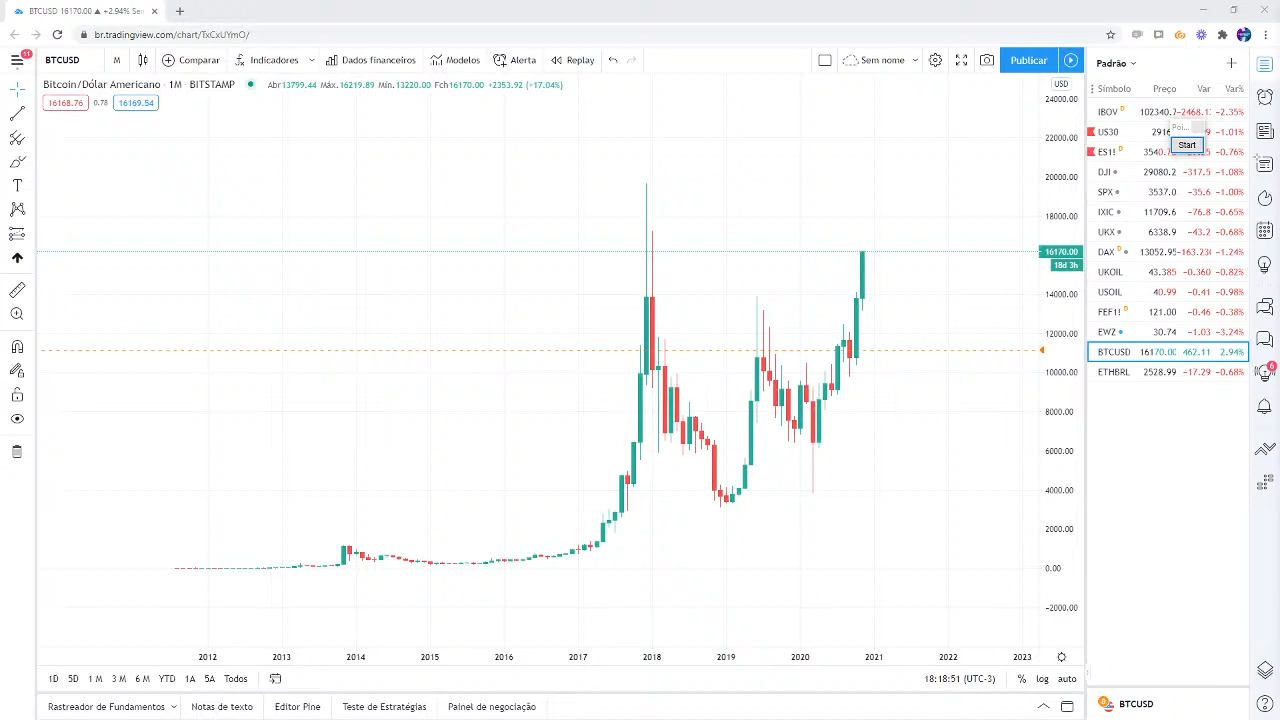 BTCUSD 16170.00 ▲ +2.94% Sem
br.tradingview.com/chart/TxCxUYmO/
11
BTCUSD M Comparar Indicadores Dados financeiros Modelos Alerta Replay Sem nome Publicar
Bitcoin/Dólar Americano · 1M · BITSTAMP Abr13799.44 Máx.16215.89 Mín.13220.00 Fch16170.00 +2353.92 (+17.04%)
16168.76 0.78 16169.54
USD
24000.00
22000.00
20000.00
18000.00
16170.00
18d 3h
14000.00
12000.00
10000.00
8000.00
6000.00
4000.00
2000.00
0.00
−2000.00
2012 2013 2014 2015 2016 2017 2018 2019 2020 2021 2022 2023
1D 5D 1 M 3 M 6 M YTD 1A 5A Todos 18:18:51 (UTC-3) % log auto
Rastreador de Fundamentos Notas de texto Editor Pine Teste de Estratégias Painel de negociação
Padrão
Símbolo Preço Var Var%
IBOV D −2.35%
Poi...
US30 −1.01%
Start
ES1! D −0.76%
DJI 29080.2 −317.5 −1.08%
SPX 3537.0 −35.6 −1.00%
IXIC 11709.6 −76.8 −0.65%
UKX 6338.9 −43.2 −0.68%
DAX D 13052.95 −163.230 −1.24%
UKOIL 43.385 −0.360 −0.82%
USOIL 40.99 −0.41 −0.98%
FEF1! D 121.00 −0.46 −0.38%
EWZ 30.74 −1.03 −3.24%
BTCUSD 16170.00 462.11 2.94%
ETHBRL 2528.99 −17.29 −0.68%
6
BTCUSD